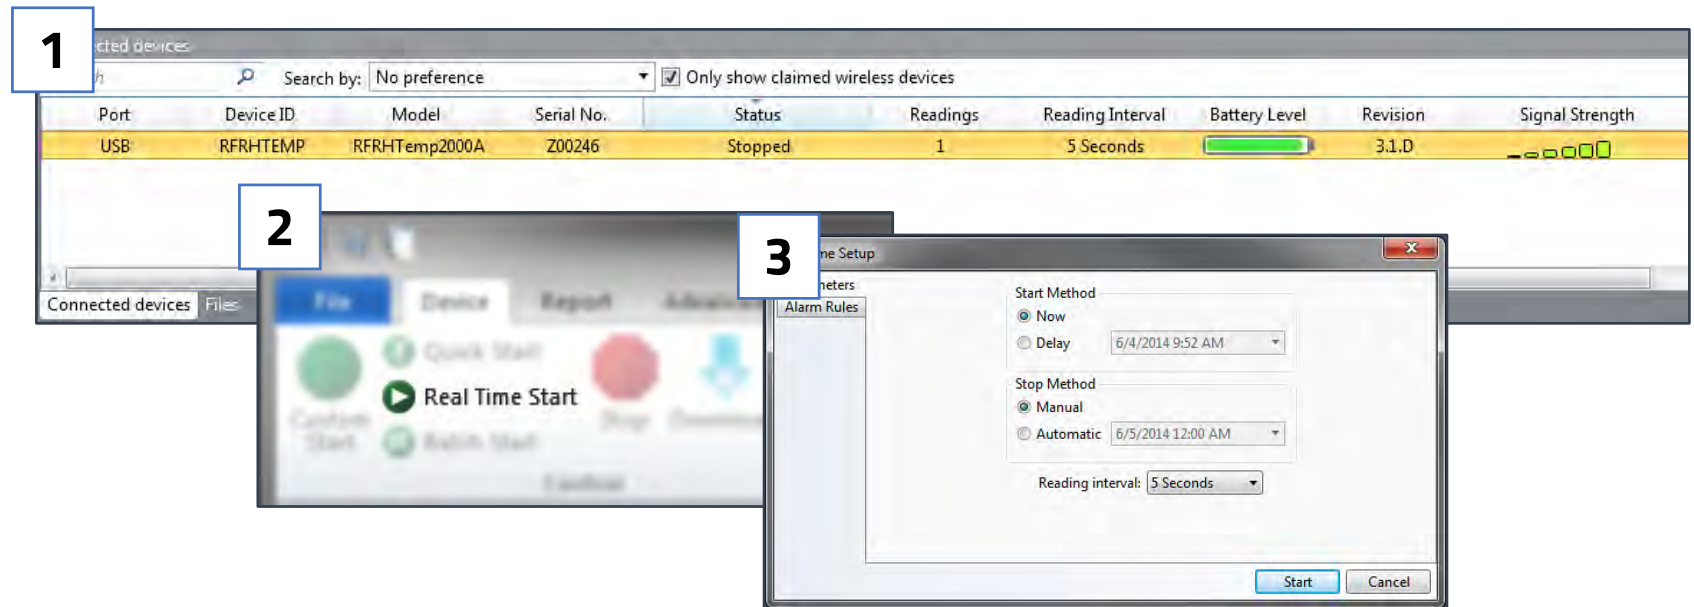 1
cted devices
Search by: No preference Only show claimed wireless devices
Port Device ID Model Serial No. Status Readings Reading Interval Battery Level Revision Signal Strength
USB RFRHTEMP RFRHTemp2000A Z00246 Stopped 1 5 Seconds 3.1.D
Connected devices Files
2
File Device Report
Quick Start
Real Time Start
Custom Start
Batch Start
Stop
3
me Setup
meters
Alarm Rules
Start Method
Now
Delay 6/4/2014 9:52 AM
Stop Method
Manual
Automatic 6/5/2014 12:00 AM
Reading interval: 5 Seconds
Start Cancel